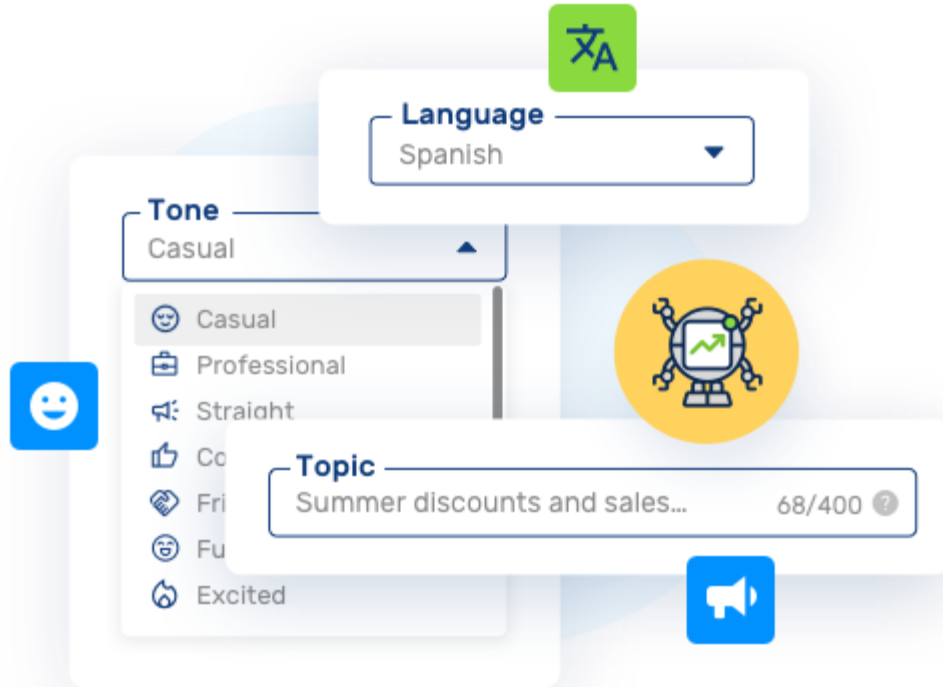 Language
Spanish
Tone
Casual
Casual
Professional
Straight
Topic
Summer discounts and sales...
68/400 ?
Excited